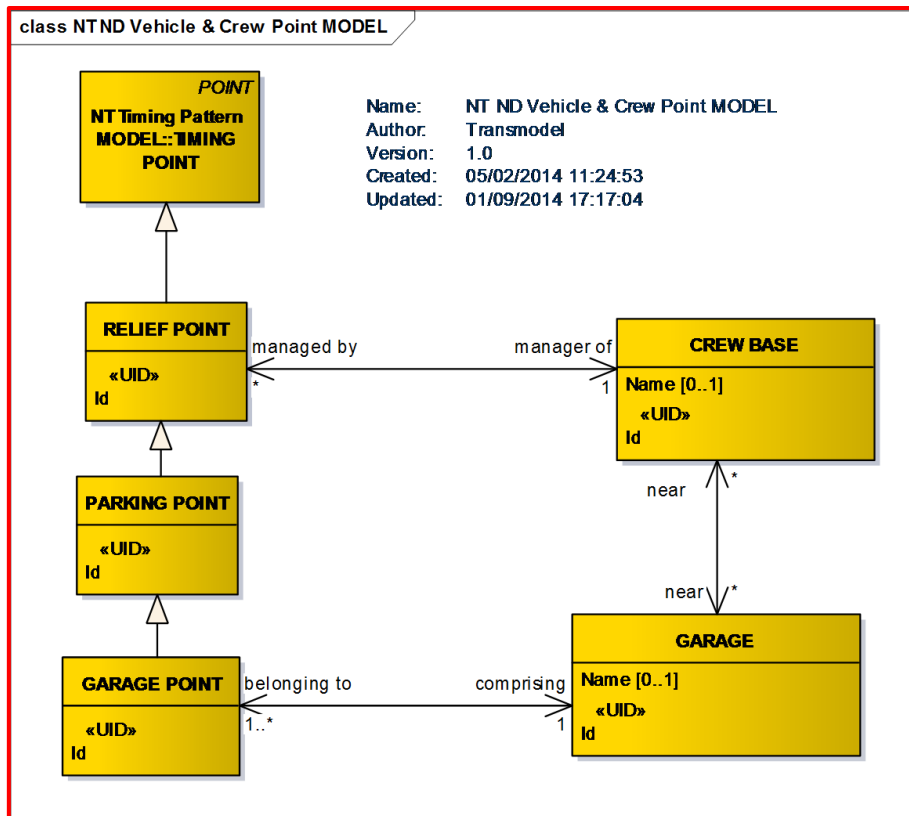 class NT ND Vehicle & Crew Point MODEL
POINT
NT Timing Pattern
MODEL::TIMING
POINT
Name: NT ND Vehicle & Crew Point MODEL
Author: Transmodel
Version: 1.0
Created: 05/02/2014 11:24:53
Updated: 01/09/2014 17:17:04
RELIEF POINT
«UID»
Id
managed by
*
manager of
1
CREW BASE
Name [0..1]
«UID»
Id
PARKING POINT
«UID»
Id
near
*
near
*
GARAGE POINT
«UID»
Id
belonging to
1..*
comprising
1
GARAGE
Name [0..1]
«UID»
Id